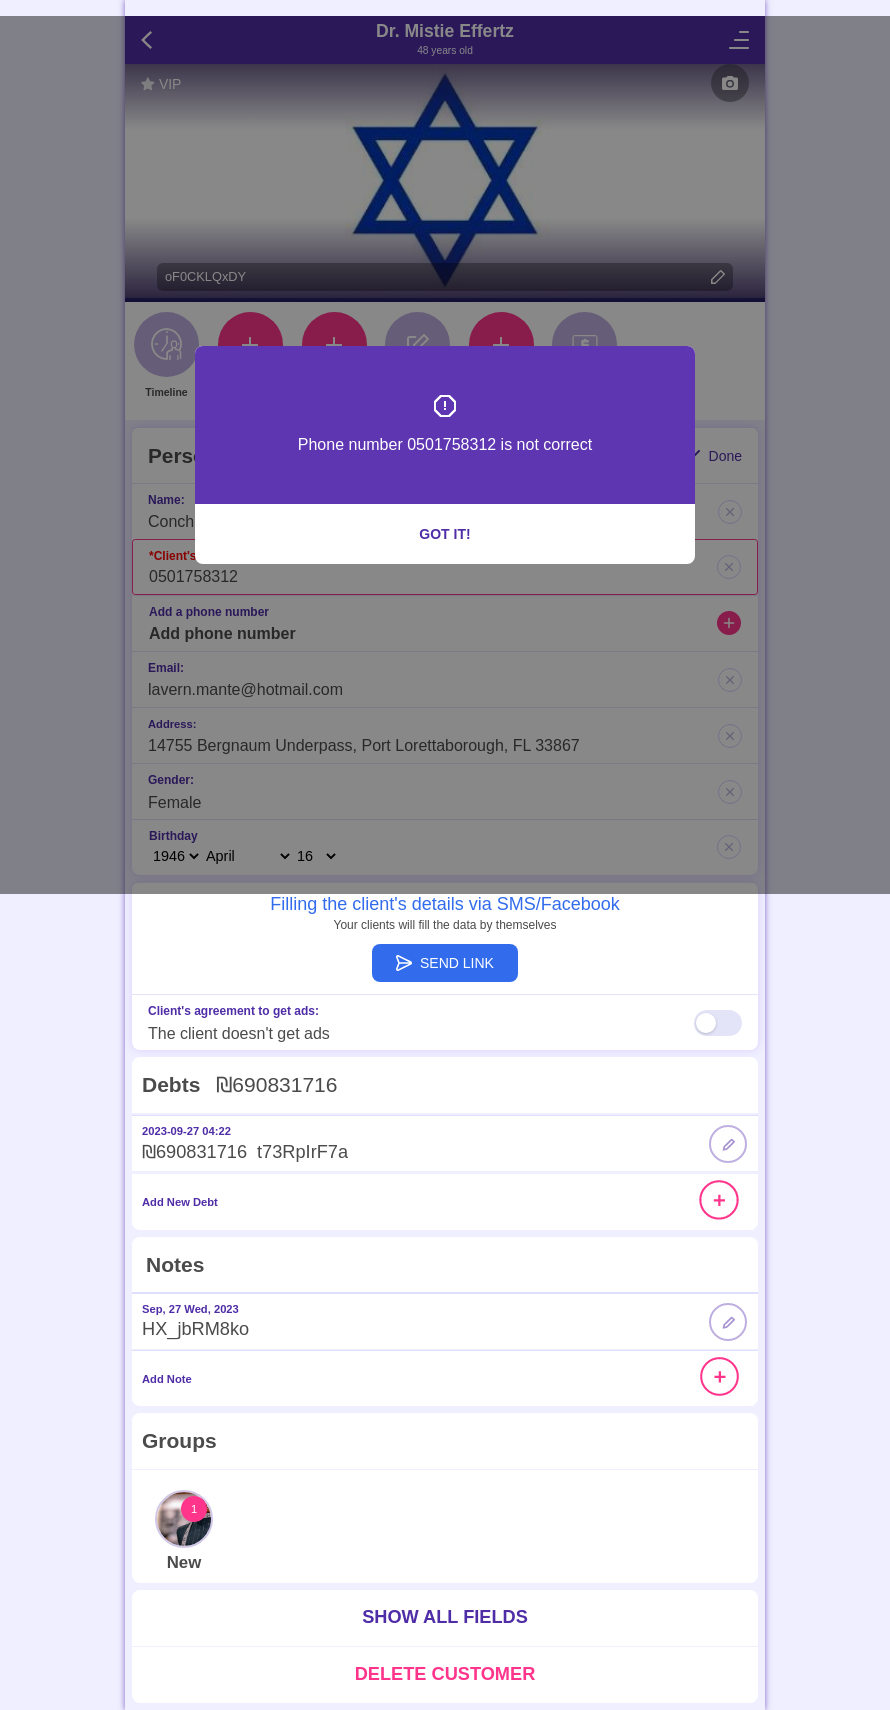 Dr. Mistie Effertz
48 years old
VIP
oF0CKLQxDY
Timeline
Phone number 0501758312 is not correct
GOT IT!
Done
Name:
Conch
*Client's
0501758312
Add a phone number
Add phone number
Email:
lavern.mante@hotmail.com
Address:
14755 Bergnaum Underpass, Port Lorettaborough, FL 33867
Gender:
Female
Birthday
1946 April 16
Filling the client's details via SMS/Facebook
Your clients will fill the data by themselves
SEND LINK
Client's agreement to get ads:
The client doesn't get ads
Debts ₪690831716
2023-09-27 04:22
₪690831716 t73RpIrF7a
Add New Debt
Notes
Sep, 27 Wed, 2023
HX_jbRM8ko
Add Note
Groups
1
New
SHOW ALL FIELDS
DELETE CUSTOMER